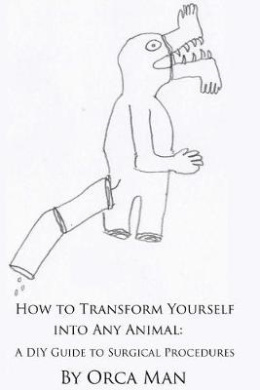 How to Transform Yourself
into Any Animal:
A DIY Guide to Surgical Procedures
By Orca Man